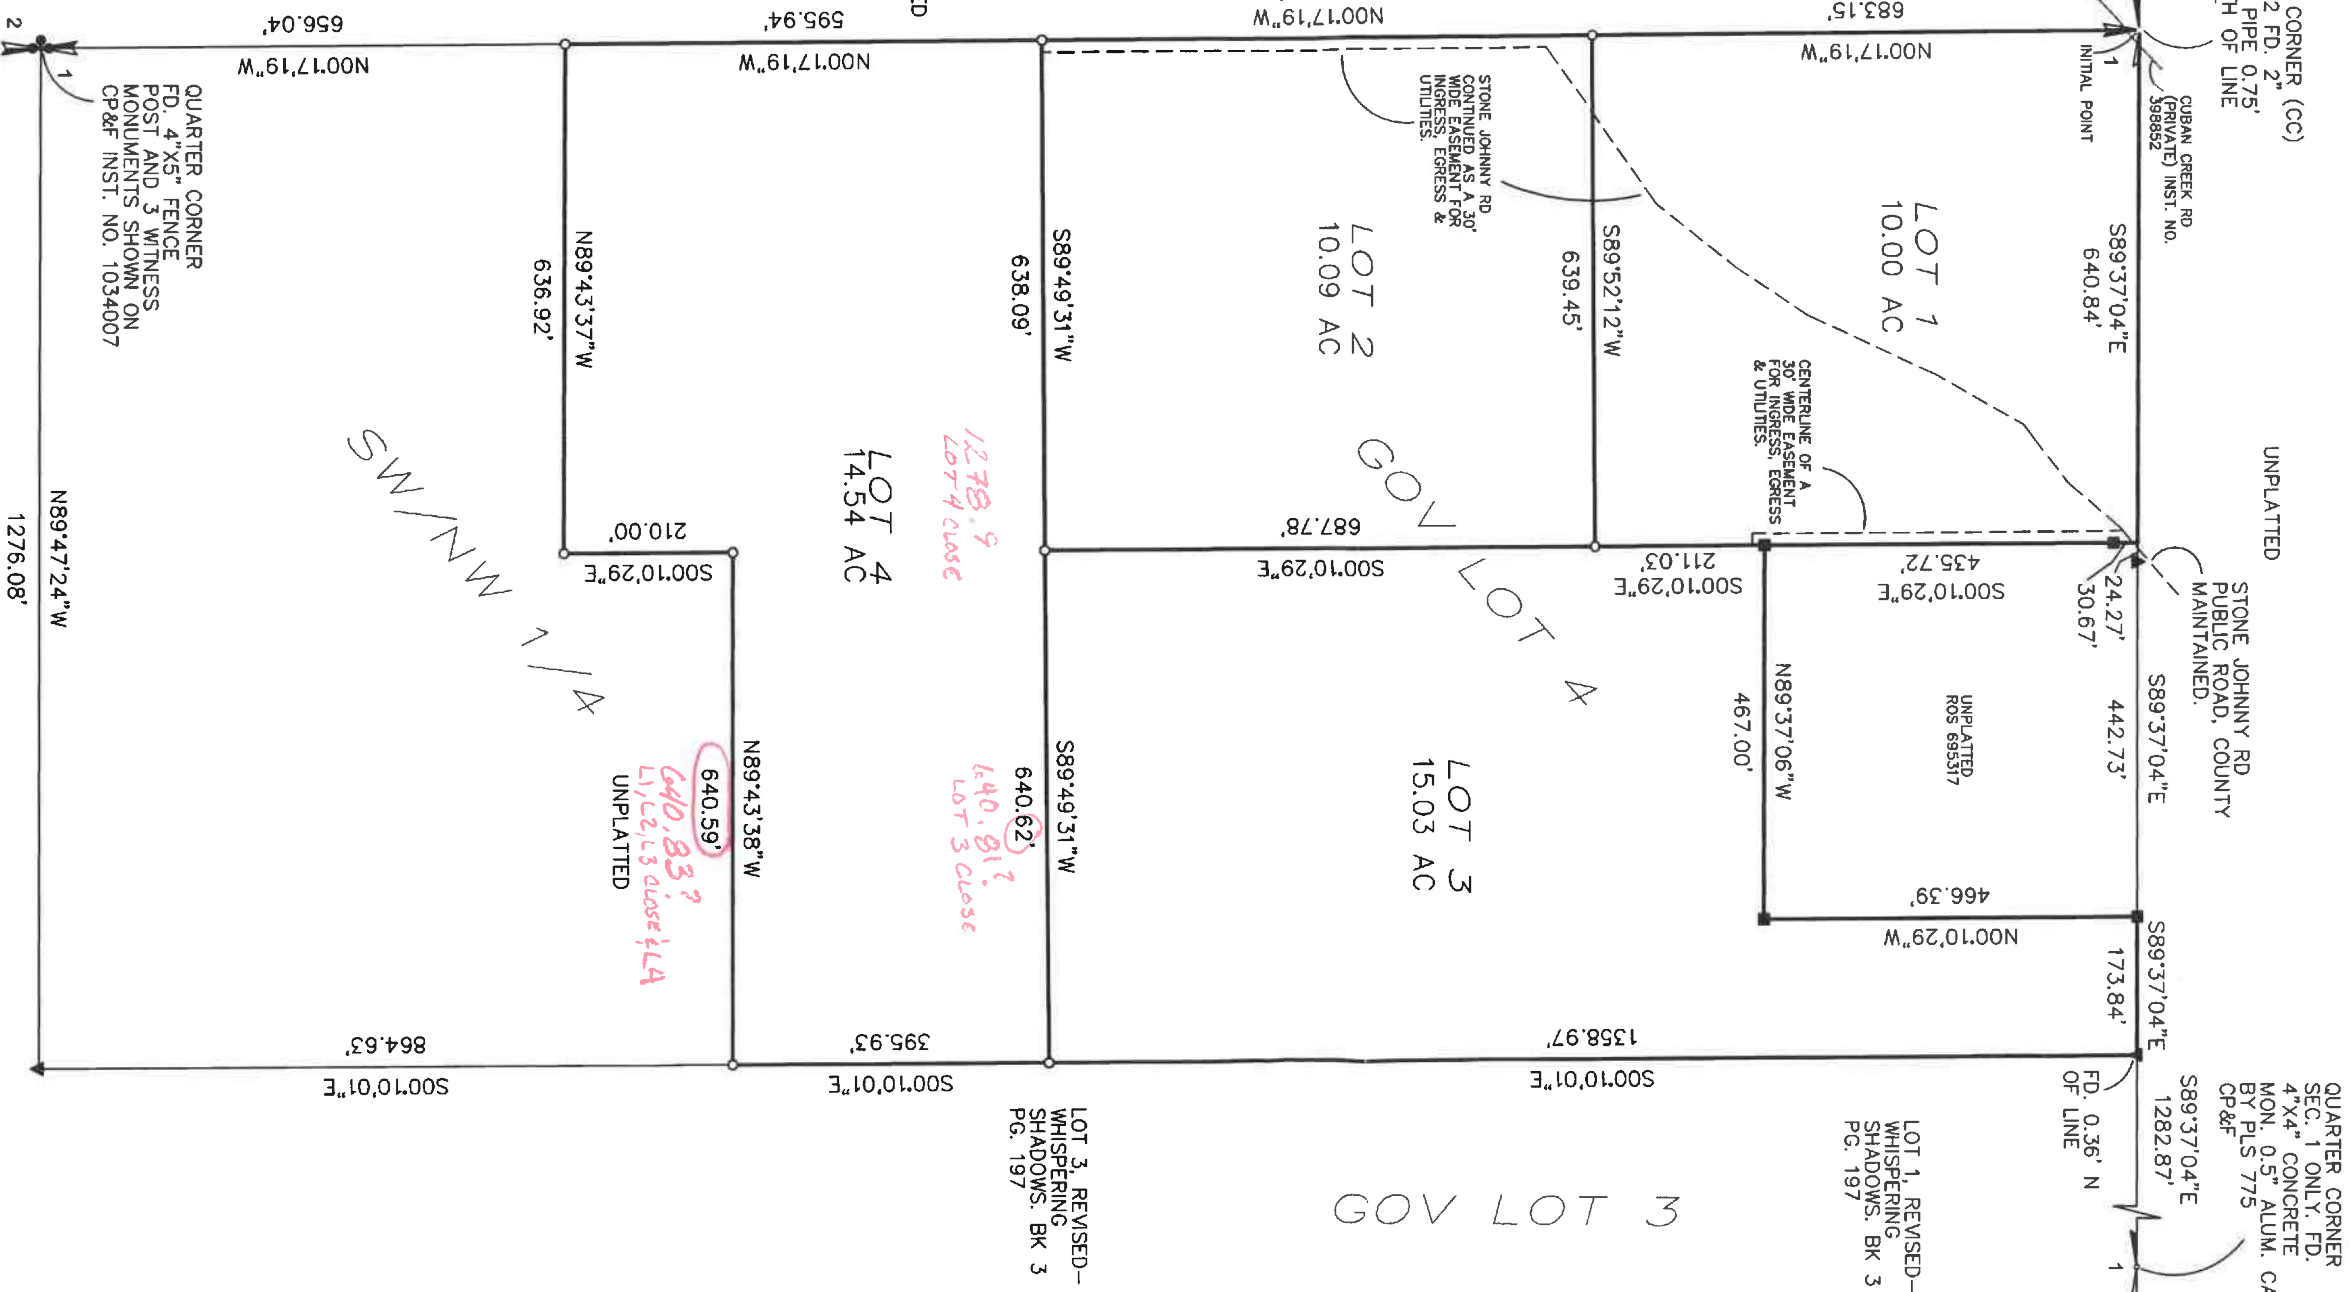 CORNER (CC)
2 FD. 2"
PIPE 0.75'
H OF LINE
CUBAN CREEK RD
(PRIVATE) INST. NO.
398852
1
INITIAL POINT
S89°37'04"E
640.84'
UNPLATTED
STONE JOHNNY RD
PUBLIC ROAD, COUNTY
MAINTAINED.
24.27'
30.67'
S89°37'04"E
442.73'
S89°37'04"E
173.84'
QUARTER CORNER
SEC. 1 ONLY. FD.
4"X4" CONCRETE
MON. 0.5" ALUM. CA
BY PLS 775
CP&F
S89°37'04"E
1282.87'
1
FD. 0.36' N
OF LINE
683.15'
N00°17'19"W
LOT 1
10.00 AC
CENTERLINE OF A
30' WIDE EASEMENT
FOR INGRESS, EGRESS
& UTILITIES.
435.72'
S00°10'29"E
UNPLATTED
ROS 695317
466.39'
N00°10'29"W
N89°37'06"W
467.00'
211.03'
S00°10'29"E
S89°52'12"W
639.45'
STONE JOHNNY RD
CONTINUED AS A 30'
WIDE EASEMENT FOR
INGRESS, EGRESS &
UTILITIES.
N00°17'19"W
LOT 2
10.09 AC
GOV LOT 4
687.78'
S00°10'29"E
LOT 3
15.03 AC
1358.97'
S00°10'01"E
LOT 1, REVISED-
WHISPERING
SHADOWS. BK 3
PG. 197
GOV LOT 3
S89°49'31"W
638.09'
S89°49'31"W
640.62'
640.81?
LOT 3 CLOSE
1278.9
LOT 4 CLOSE
LOT 3, REVISED-
WHISPERING
SHADOWS. BK 3
PG. 197
ED
595.94'
N00°17'19"W
LOT 4
14.54 AC
395.93'
S00°10'01"E
N89°43'38"W
640.59'
640.83?
L1, L2, L3 CLOSE & L4
UNPLATTED
210.00'
S00°10'29"E
N89°43'37"W
636.92'
SW/NW 1/4
656.04'
N00°17'19"W
864.63'
S00°10'01"E
QUARTER CORNER
FD. 4"X5" FENCE
POST AND 3 WITNESS
MONUMENTS SHOWN ON
CP&F INST. NO. 1034007
2
1
N89°47'24"W
1276.08'